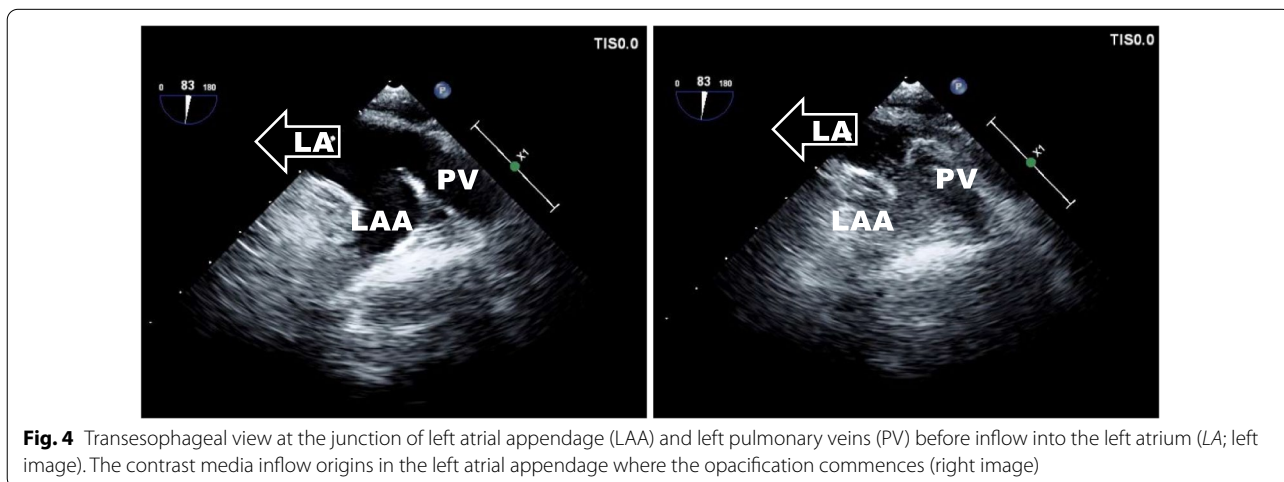 TIS0.0
0 83 180
P
LA
X1
PV
LAA
TIS0.0
0 83 180
P
LA
X1
PV
LAA
Fig. 4 Transesophageal view at the junction of left atrial appendage (LAA) and left pulmonary veins (PV) before inflow into the left atrium (LA; left
image). The contrast media inflow origins in the left atrial appendage where the opacification commences (right image)